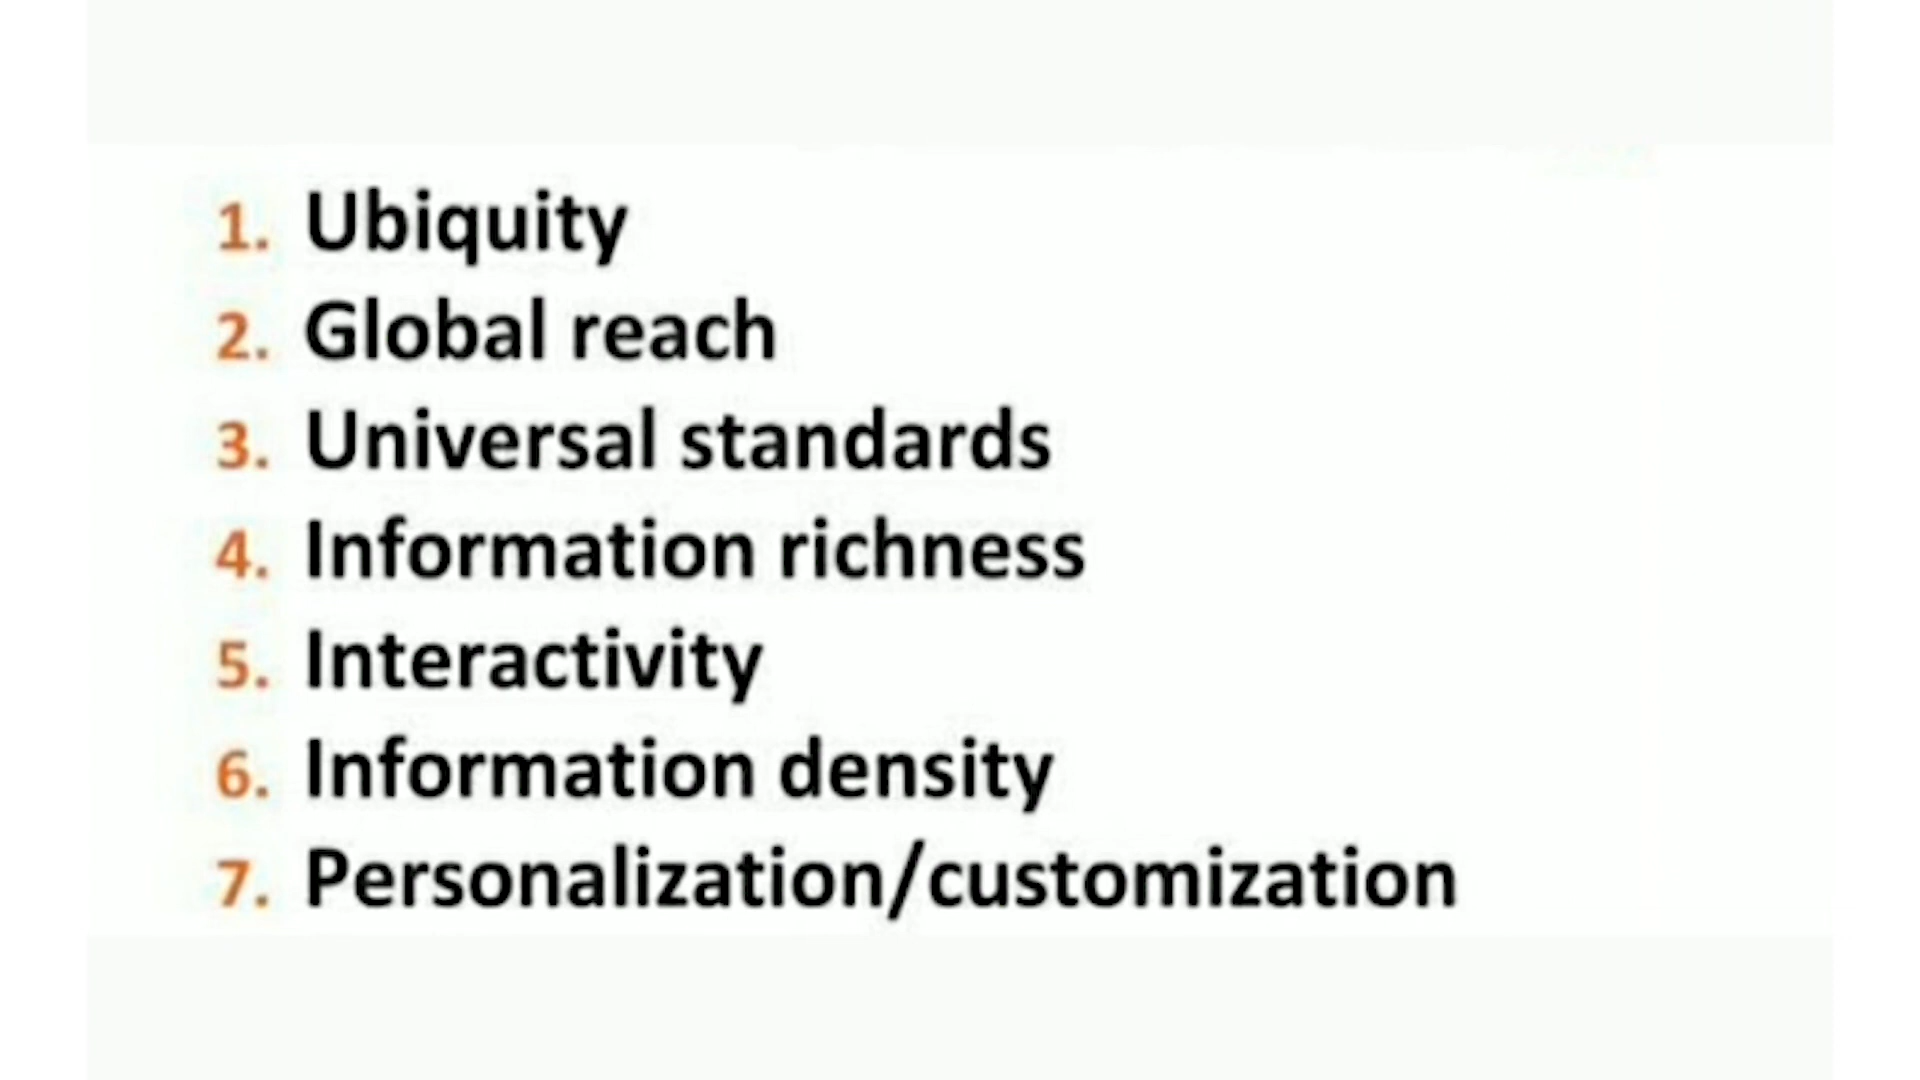 1. Ubiquity
2. Global reach
3. Universal standards
4. Information richness
5. Interactivity
6. Information density
7. Personalization/customization